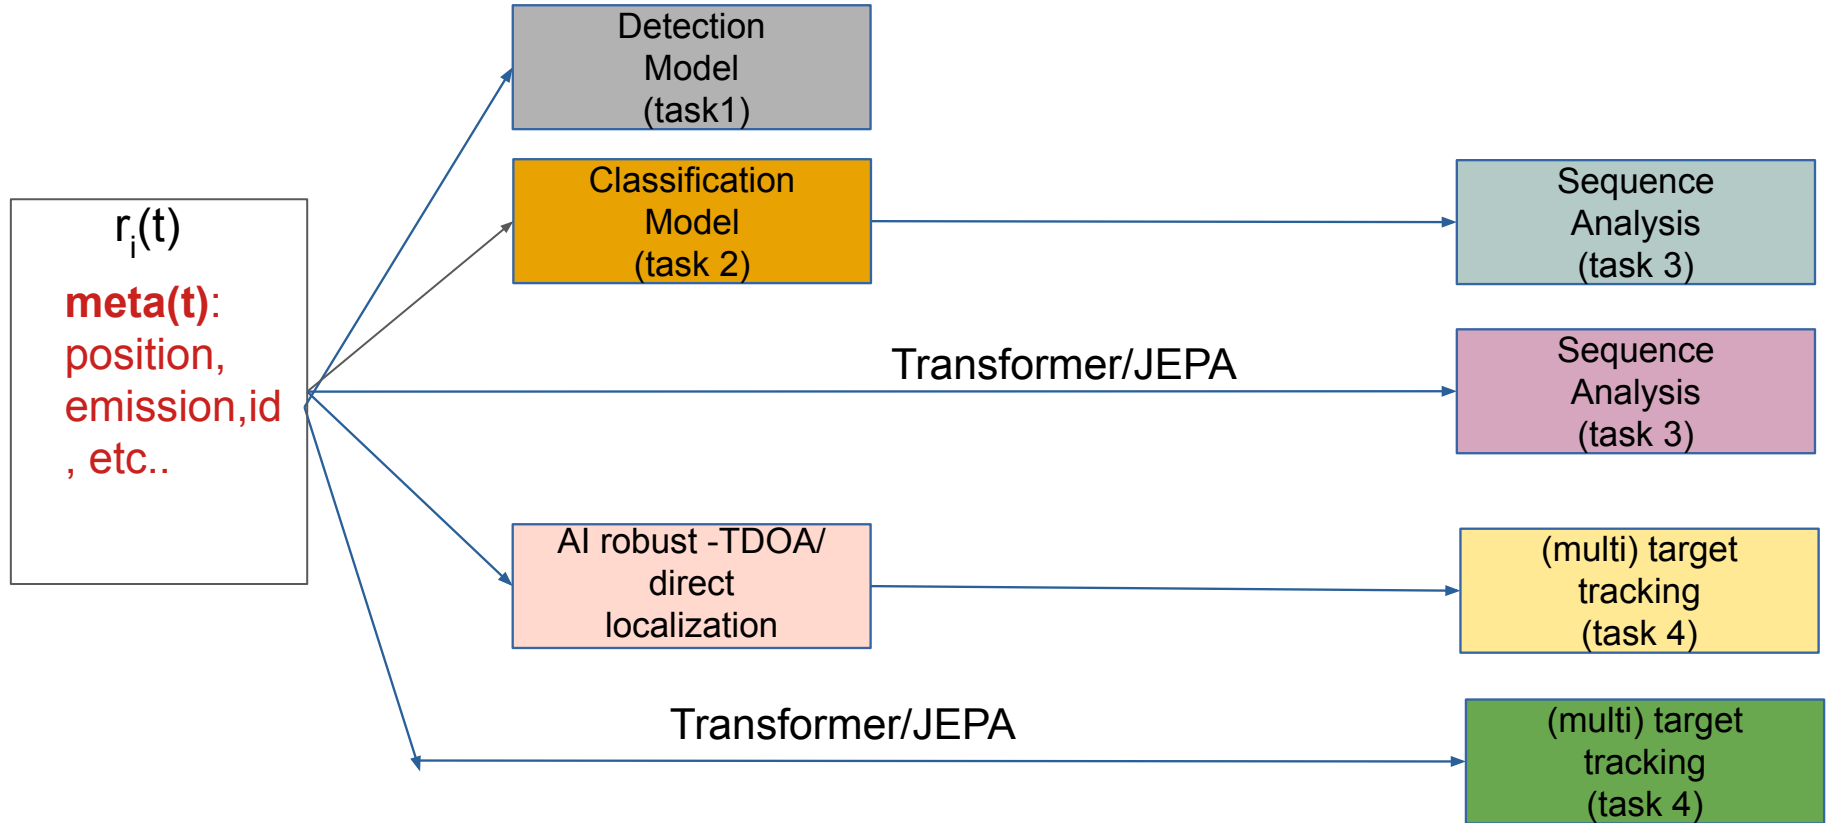 r_i(t)
meta(t):
position,
emission,id
, etc..
Detection
Model
(task1)
Classification
Model
(task 2)
Sequence
Analysis
(task 3)
Transformer/JEPA
Sequence
Analysis
(task 3)
AI robust -TDOA/
direct
localization
(multi) target
tracking
(task 4)
Transformer/JEPA
(multi) target
tracking
(task 4)